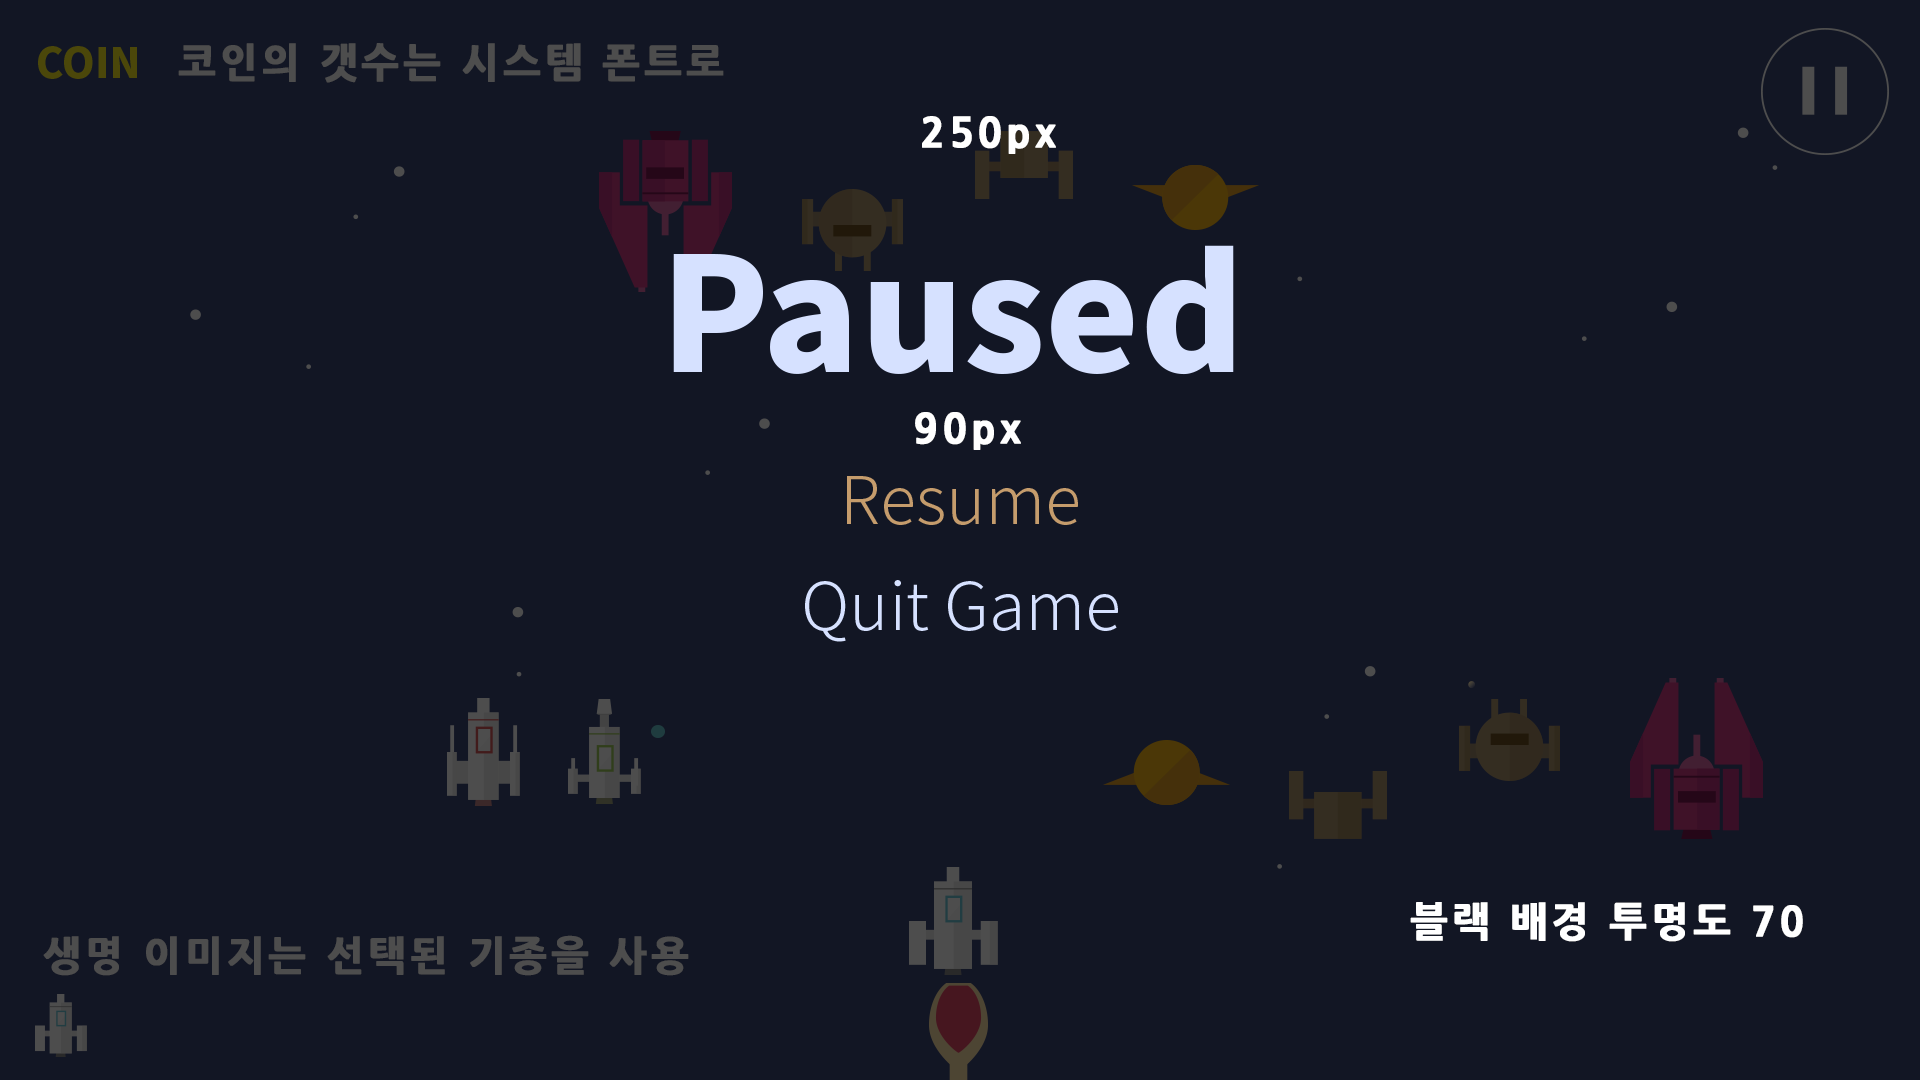 COIN 코인의 갯수는 시스템 폰트로
250px
Paused
90px
Resume
Quit Game
블랙 배경 투명도 70
생명 이미지는 선택된 기종을 사용